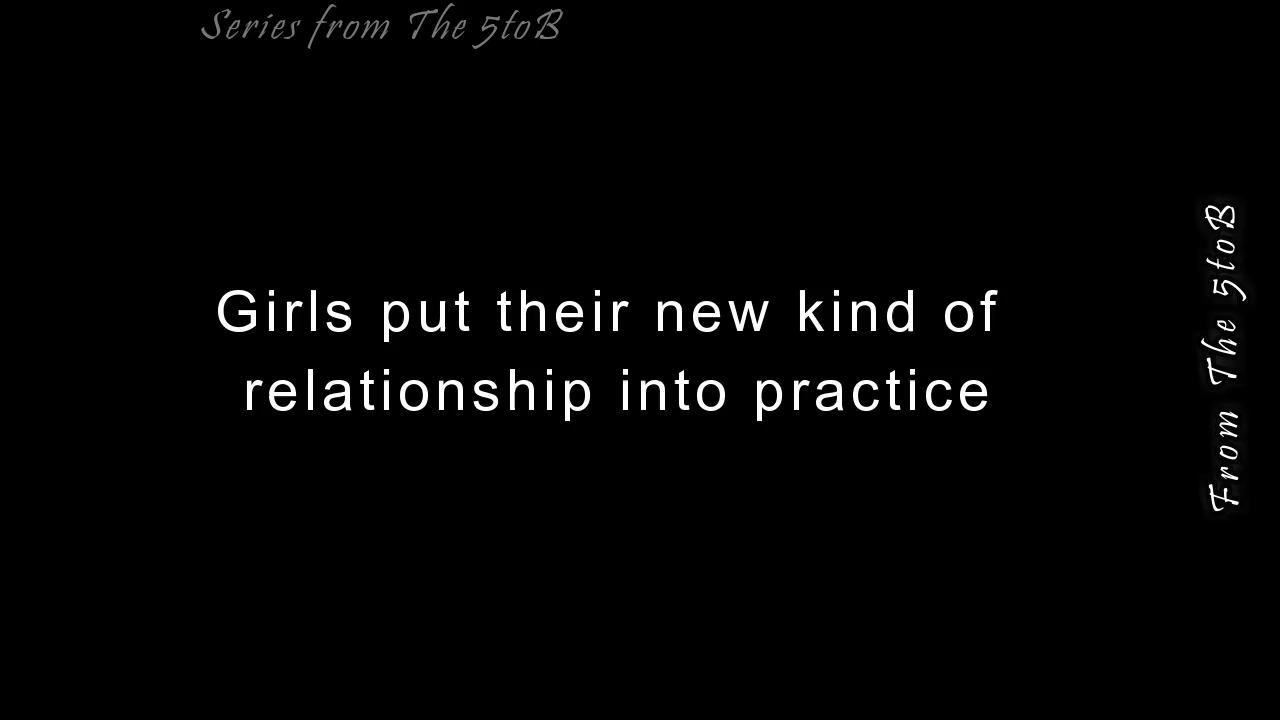 Series from The 5toB
Girls put their new kind of
relationship into practice
From The 5toB